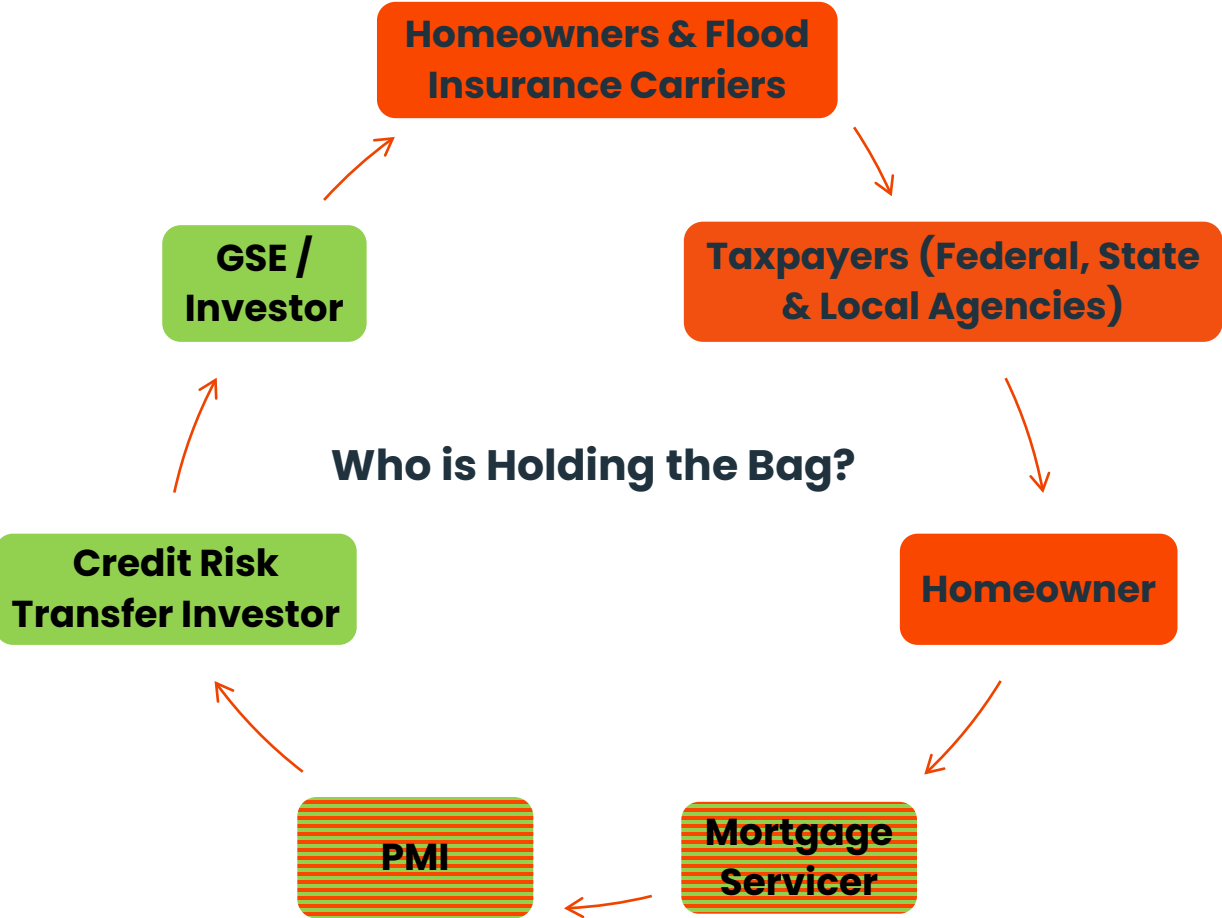 Homeowners & Flood
Insurance Carriers
Taxpayers (Federal, State
& Local Agencies)
Homeowner
Mortgage
Servicer
PMI
Credit Risk
Transfer Investor
GSE /
Investor
Who is Holding the Bag?